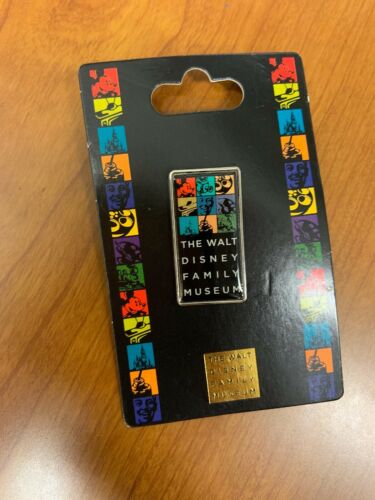 THE WALT
DISNEY
FAMILY
MUSEUM
THE WALT
DISNEY
FAMILY
MUSEUM